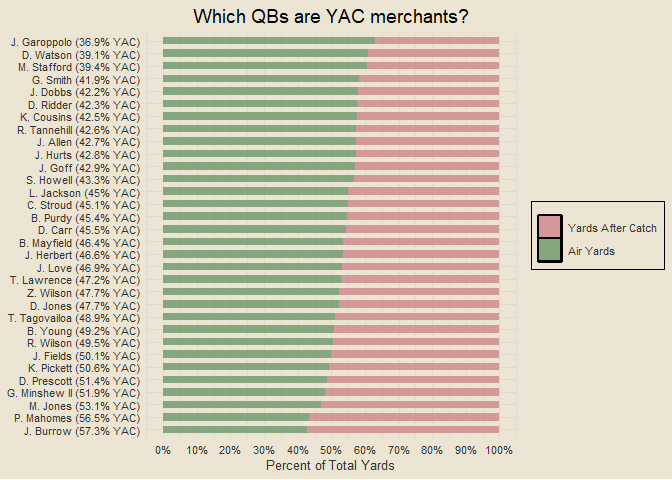 Which QBs are YAC merchants?
J. Garoppolo (36.9% YAC)
D. Watson (39.1% YAC)
M. Stafford (39.4% YAC)
G. Smith (41.9% YAC)
J. Dobbs (42.2% YAC)
D. Ridder (42.3% YAC)
K. Cousins (42.5% YAC)
R. Tannehill (42.6% YAC)
J. Allen (42.7% YAC)
J. Hurts (42.8% YAC)
J. Goff (42.9% YAC)
S. Howell (43.3% YAC)
L. Jackson (45% YAC)
C. Stroud (45.1% YAC)
B. Purdy (45.4% YAC)
D. Carr (45.5% YAC)
B. Mayfield (46.4% YAC)
J. Herbert (46.6% YAC)
J. Love (46.9% YAC)
T. Lawrence (47.2% YAC)
Z. Wilson (47.7% YAC)
D. Jones (47.7% YAC)
T. Tagovailoa (48.9% YAC)
B. Young (49.2% YAC)
R. Wilson (49.5% YAC)
J. Fields (50.1% YAC)
K. Pickett (50.6% YAC)
D. Prescott (51.4% YAC)
G. Minshew II (51.9% YAC)
M. Jones (53.1% YAC)
P. Mahomes (56.5% YAC)
J. Burrow (57.3% YAC)
0% 10% 20% 30% 40% 50% 60% 70% 80% 90% 100%
Percent of Total Yards
Yards After Catch
Air Yards